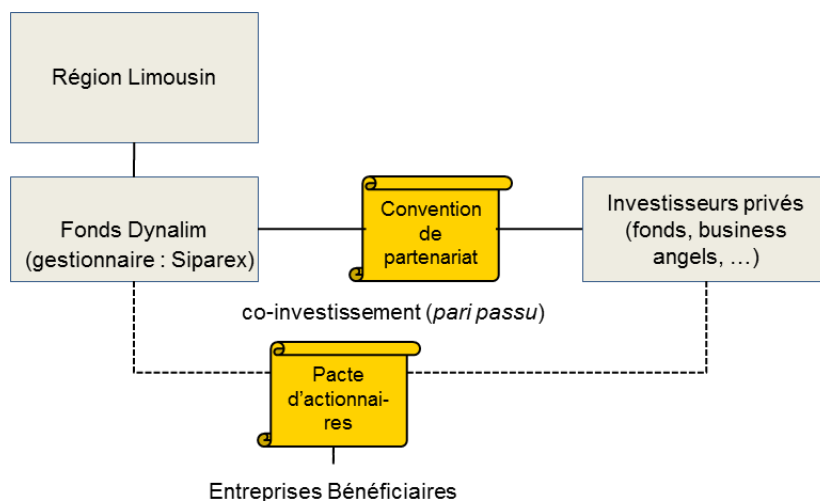 Région Limousin
Fonds Dynalim
(gestionnaire : Siparex)
Convention
de
partenariat
Investisseurs privés
(fonds, business
angels, …)
co-investissement (pari passu)
Pacte
d’actionnai-
res
Entreprises Bénéficiaires